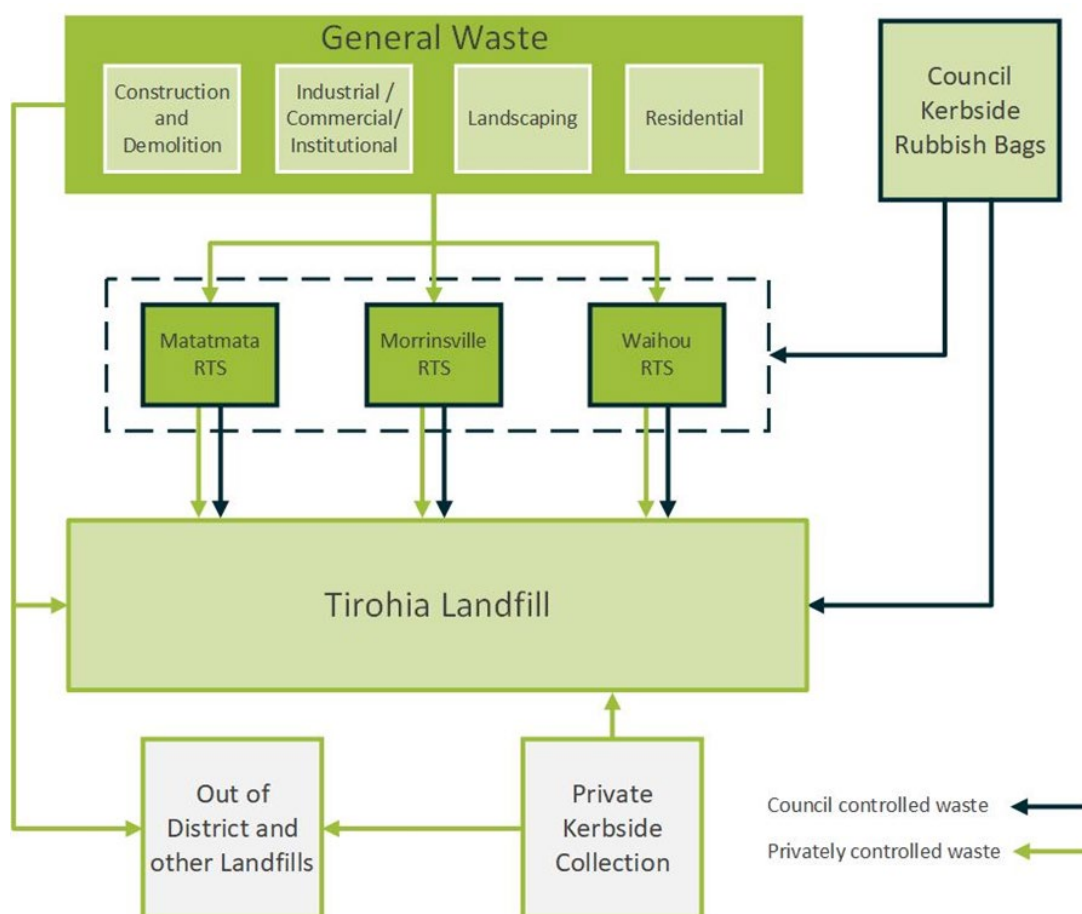 General Waste
Construction
and
Demolition
Industrial /
Commercial/
Institutional
Landscaping
Residential
Council
Kerbside
Rubbish Bags
Matatmata
RTS
Morrinsville
RTS
Waihou
RTS
Tirohia Landfill
Out of
District and
other Landfills
Private
Kerbside
Collection
Council controlled waste
Privately controlled waste